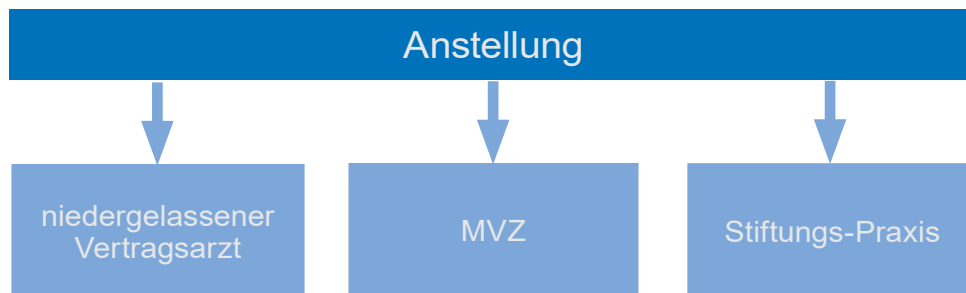 Anstellung
niedergelassener
Vertragsarzt
MVZ
Stiftungs-Praxis